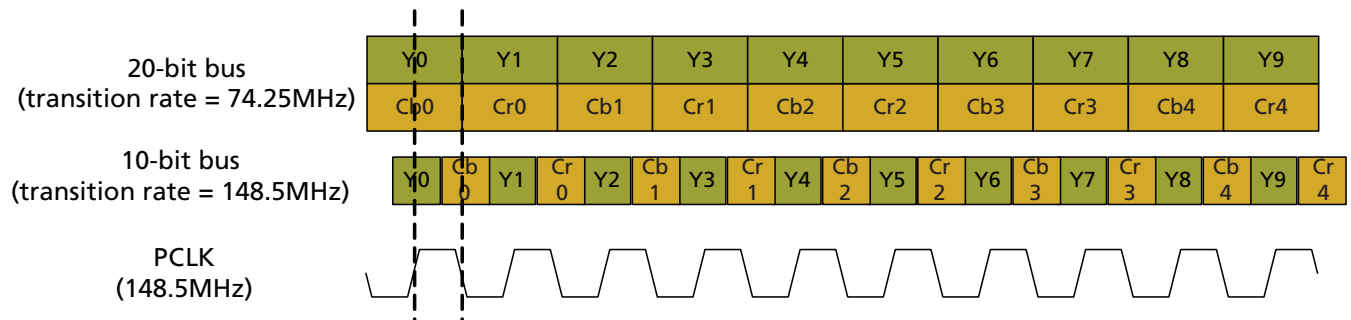 20-bit bus
(transition rate = 74.25MHz)
Y0 Y1 Y2 Y3 Y4 Y5 Y6 Y7 Y8 Y9
Cb0 Cr0 Cb1 Cr1 Cb2 Cr2 Cb3 Cr3 Cb4 Cr4
10-bit bus
(transition rate = 148.5MHz)
Y0 Cb 0 Y1 Cr 0 Y2 Cb 1 Y3 Cr 1 Y4 Cb 2 Y5 Cr 2 Y6 Cb 3 Y7 Cr 3 Y8 Cb 4 Y9 Cr 4
PCLK
(148.5MHz)